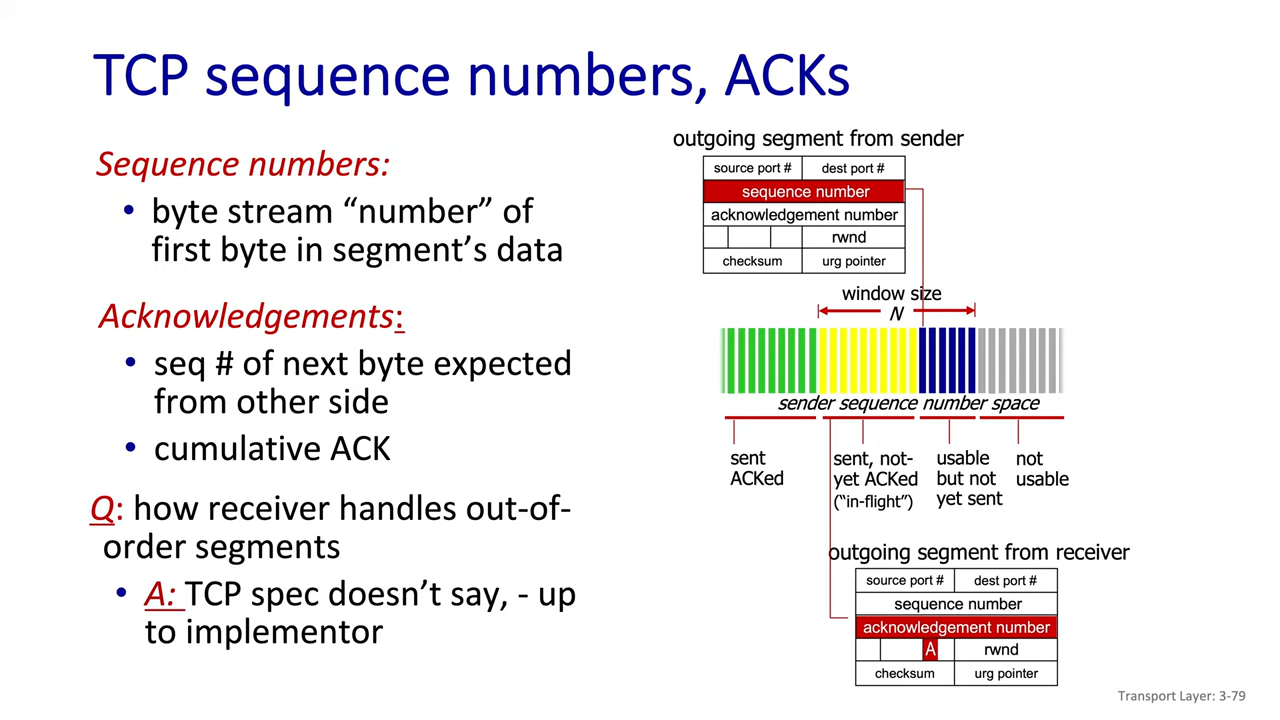 TCP sequence numbers, ACKs
Sequence numbers:
• byte stream “number” of
first byte in segment’s data
Acknowledgements:
• seq # of next byte expected
from other side
• cumulative ACK
Q: how receiver handles out-of-
order segments
• A: TCP spec doesn’t say, - up
to implementor
outgoing segment from sender
source port # dest port #
sequence number
acknowledgement number
rwnd
checksum urg pointer
window size
N
sender sequence number space
sent
ACKed
sent, not-
yet ACKed
(“in-flight”)
usable
but not
yet sent
not
usable
outgoing segment from receiver
source port # dest port #
sequence number
acknowledgement number
A rwnd
checksum urg pointer
Transport Layer: 3-79